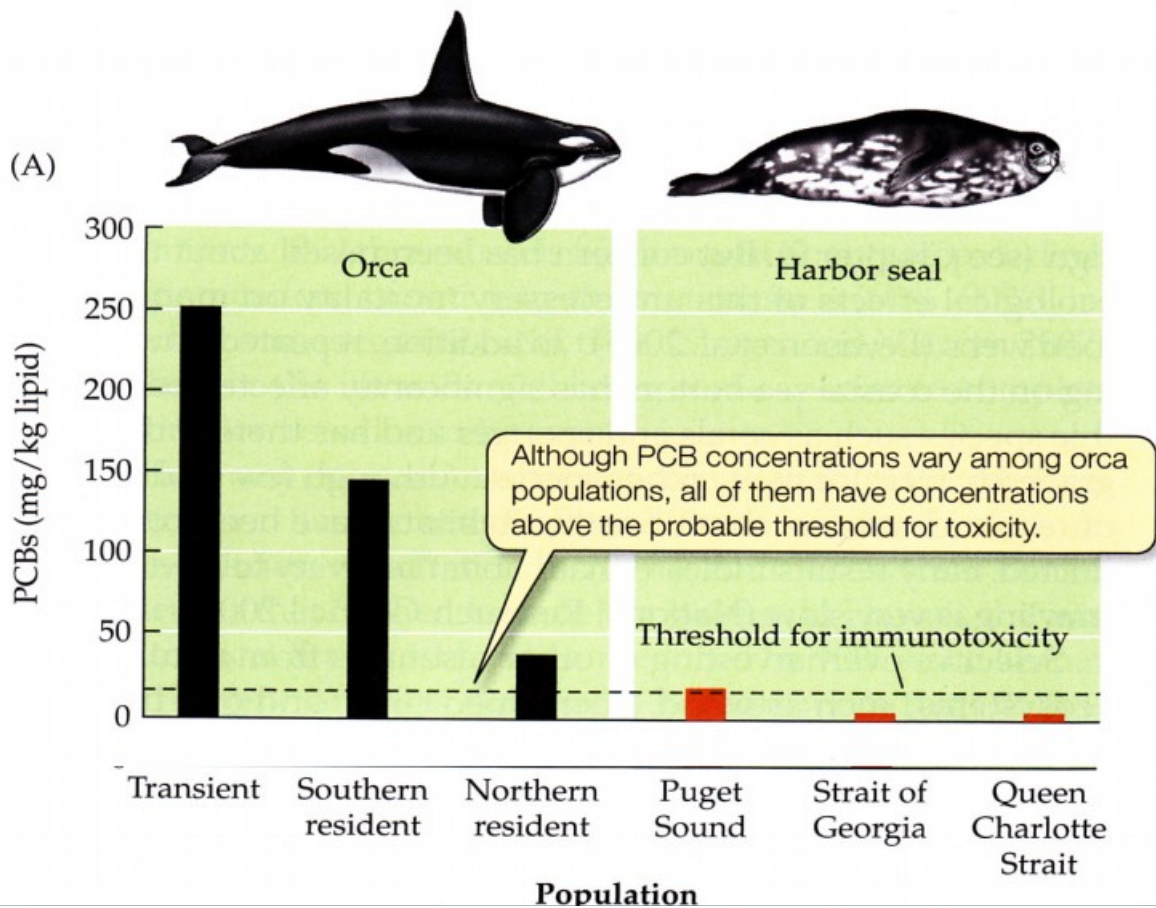 (A)
300
250
200
150
100
50
0
PCBs (mg/kg lipid)
Orca
Harbor seal
Although PCB concentrations vary among orca
populations, all of them have concentrations
above the probable threshold for toxicity.
Threshold for immunotoxicity
Transient
Southern
resident
Northern
resident
Puget
Sound
Strait of
Georgia
Queen
Charlotte
Strait
Population